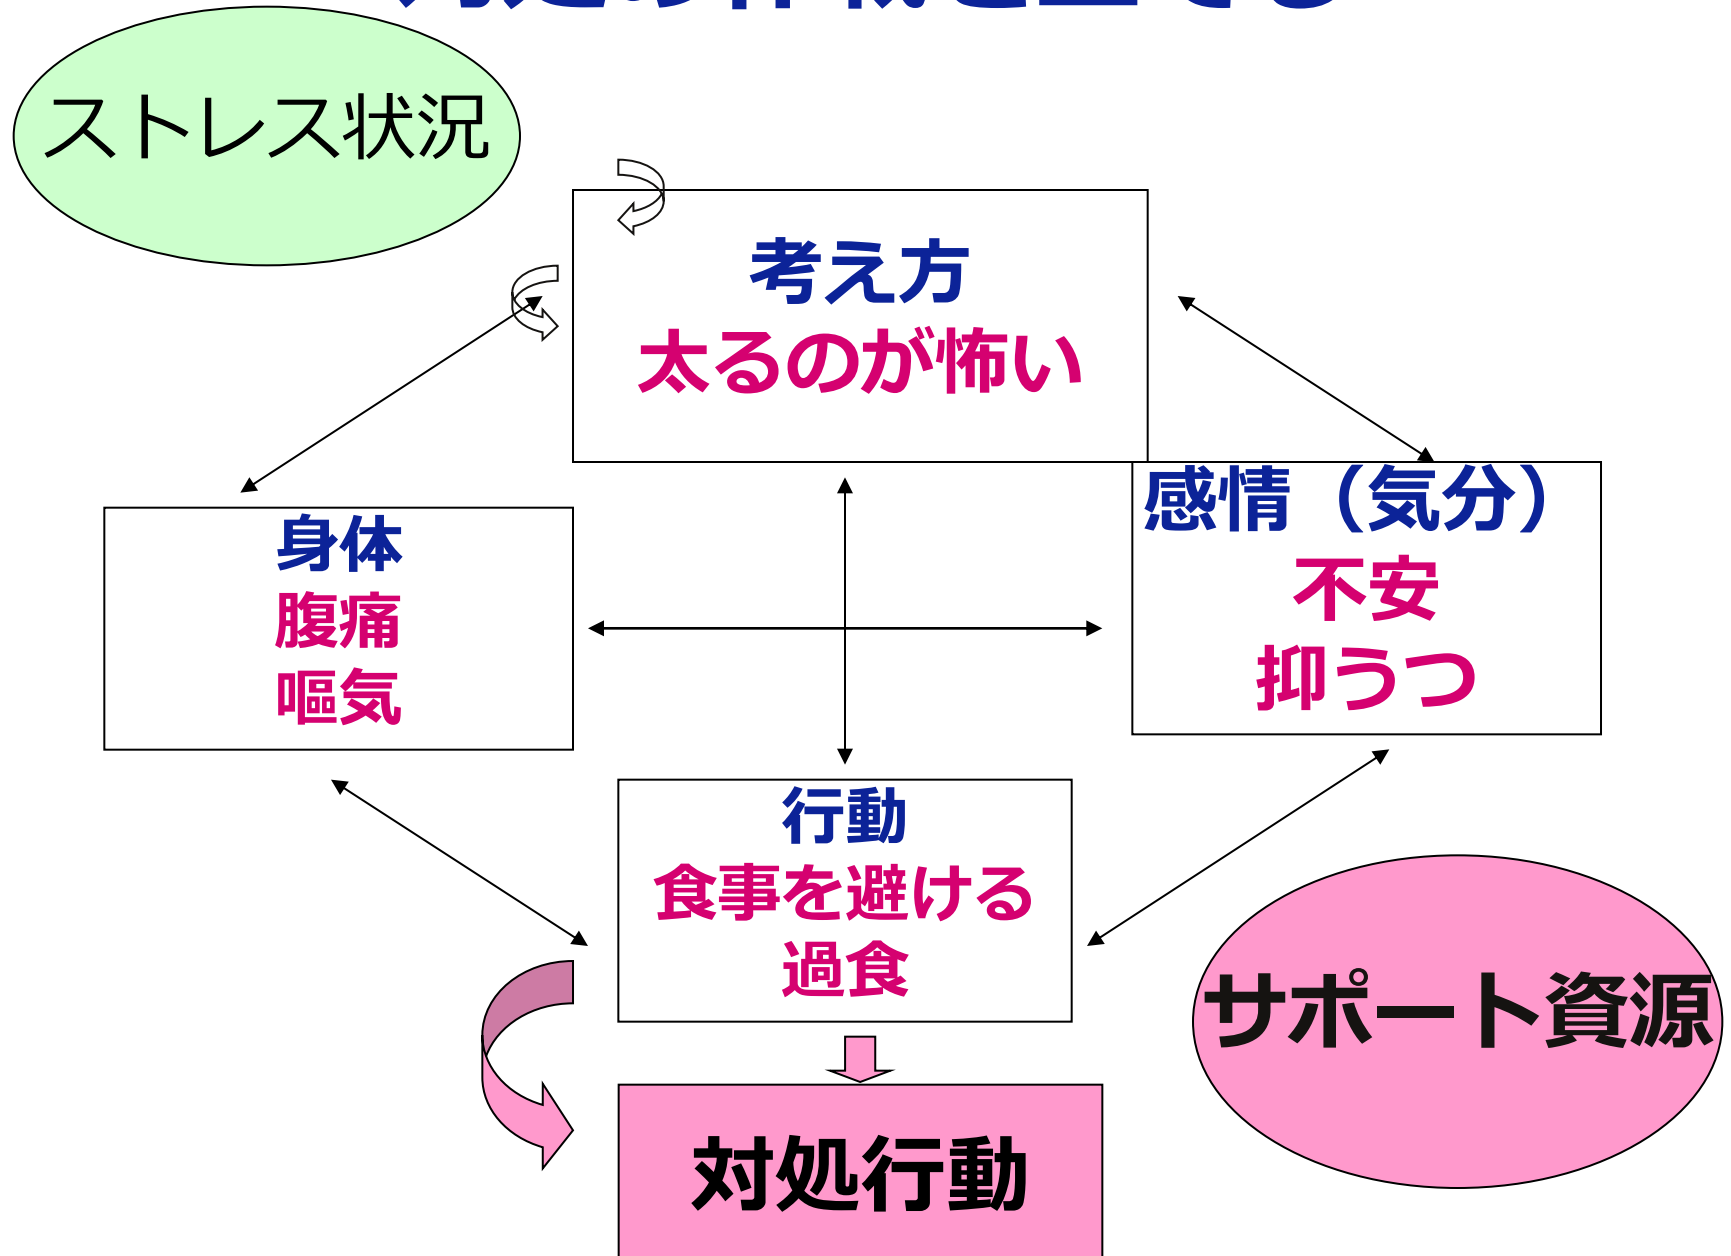 ストレス状況
考え方
太るのが怖い
感情（気分）
不安
抑うつ
身体
腹痛
嘔気
行動
食事を避ける
過食
サポート資源
対処行動